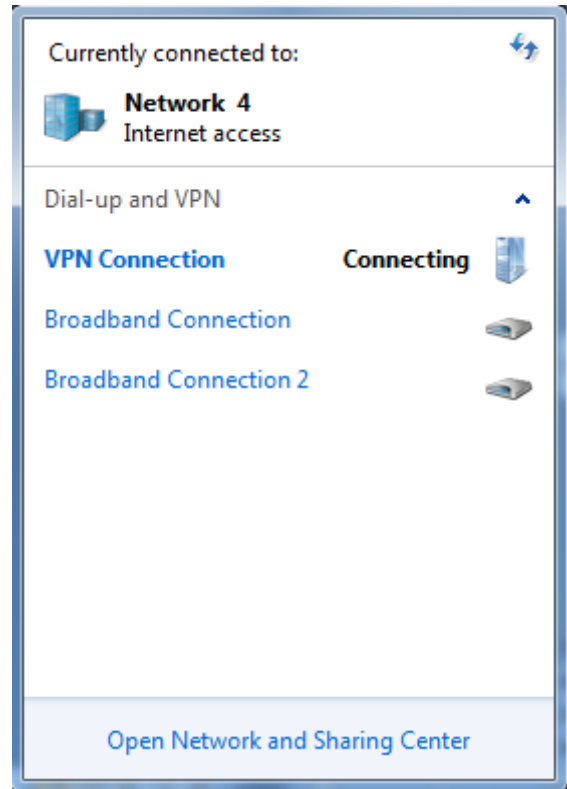 Currently connected to:
Network 4
Internet access
Dial-up and VPN
VPN Connection Connecting
Broadband Connection
Broadband Connection 2
Open Network and Sharing Center